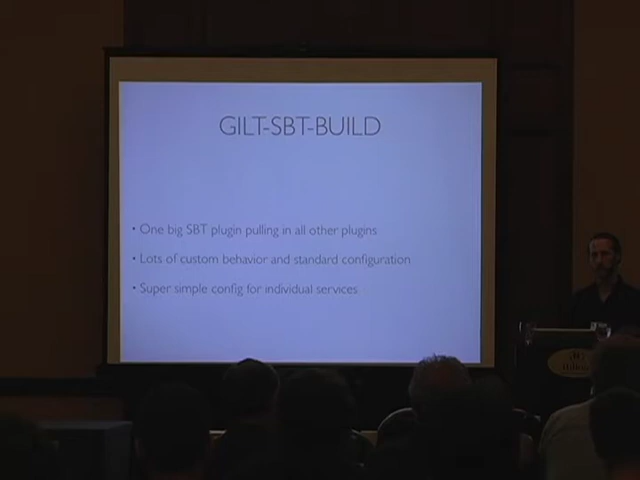 GILT-SBT-BUILD
• One big SBT plugin pulling in all other plugins
• Lots of custom behavior and standard configuration
• Super simple config for individual services
Hilton